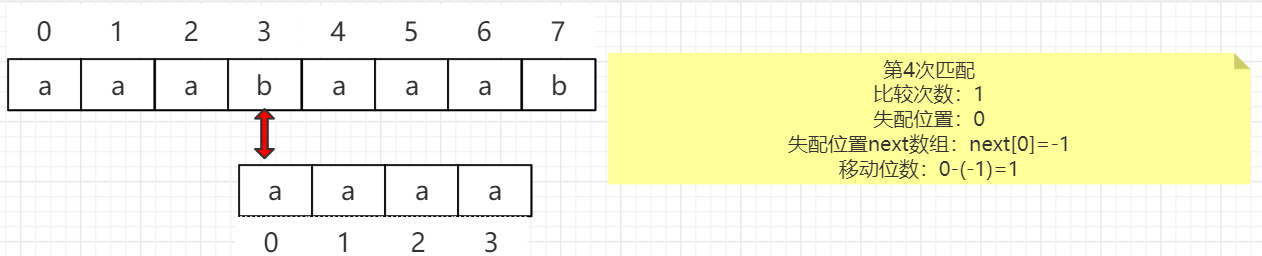 0 1 2 3 4 5 6 7
a a a b a a a b
a a a a
0 1 2 3
第4次匹配
比较次数：1
失配位置：0
失配位置next数组：next[0]=-1
移动位数：0-(-1)=1